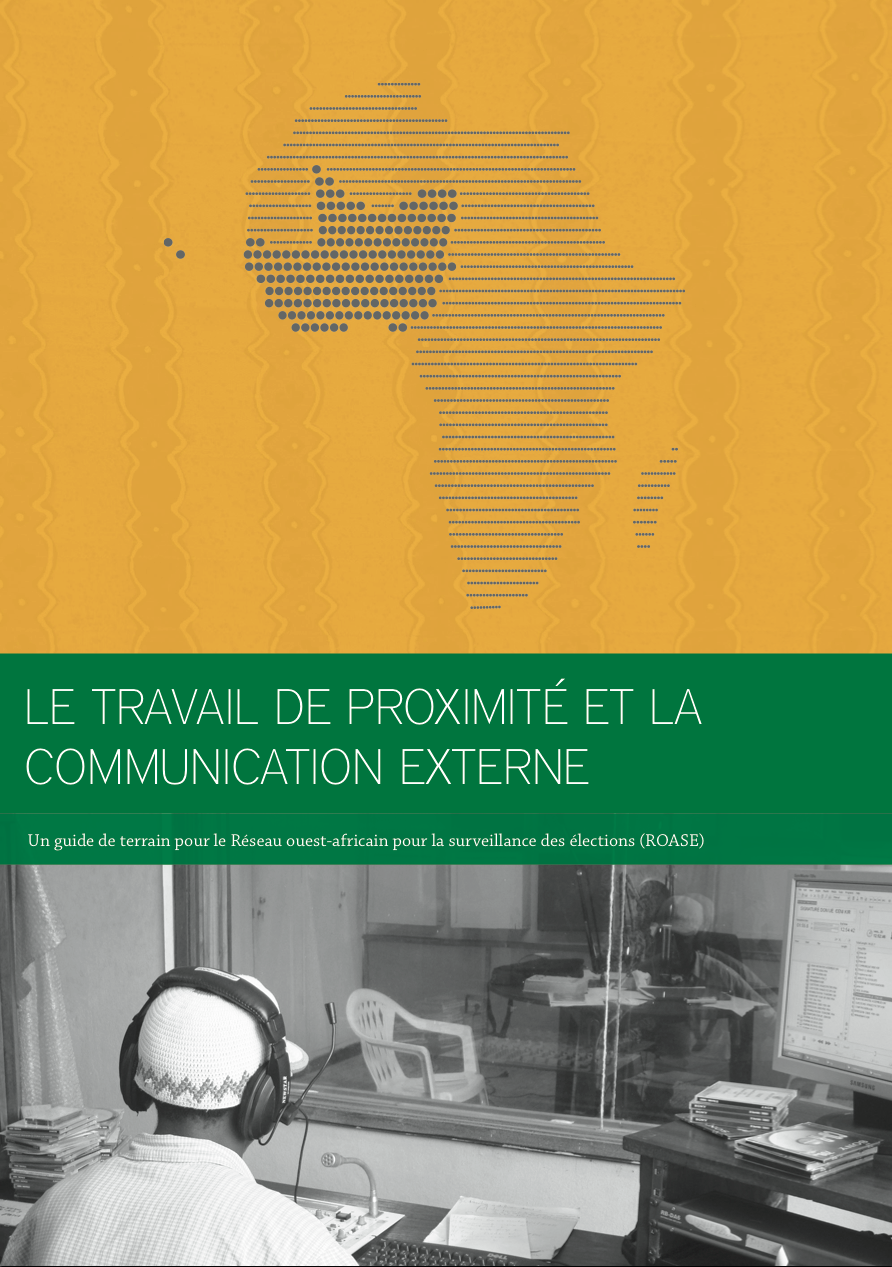 LE TRAVAIL DE PROXIMITÉ ET LA
COMMUNICATION EXTERNE
Un guide de terrain pour le Réseau ouest-africain pour la surveillance des élections (ROASE)
SAMSUNG